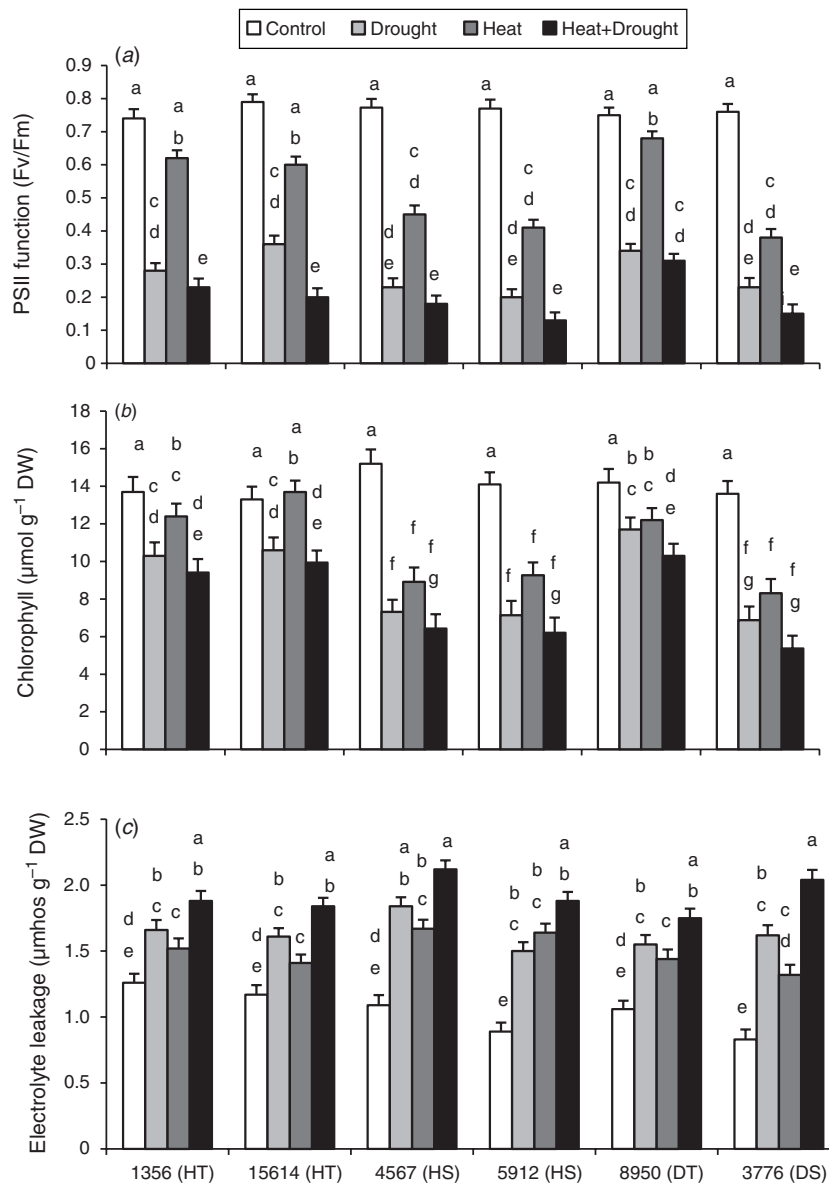 Control Drought Heat Heat+Drought
(a)
PSII function (Fv/Fm)
0.9
0.8
0.7
0.6
0.5
0.4
0.3
0.2
0.1
0
a c d a b e
a c d a b e
a d e c d e
a d e c d e
a c d a b c d
a d e c d e
(b)
Chlorophyll (µmol g–1 DW)
18
16
14
12
10
8
6
4
2
0
a c d b c d e
a c d a b d e
a f f f g
a f f f g
a b c b c d e
a f g f f g
(c)
Electrolyte leakage (µmhos g–1 DW)
2.5
2.0
1.5
1.0
0.5
0
d e b c c a b
d e b c c a b
d e a b b c a
e b c b c a b
d e b c c a b
e b c c d a
1356 (HT) 15614 (HT) 4567 (HS) 5912 (HS) 8950 (DT) 3776 (DS)